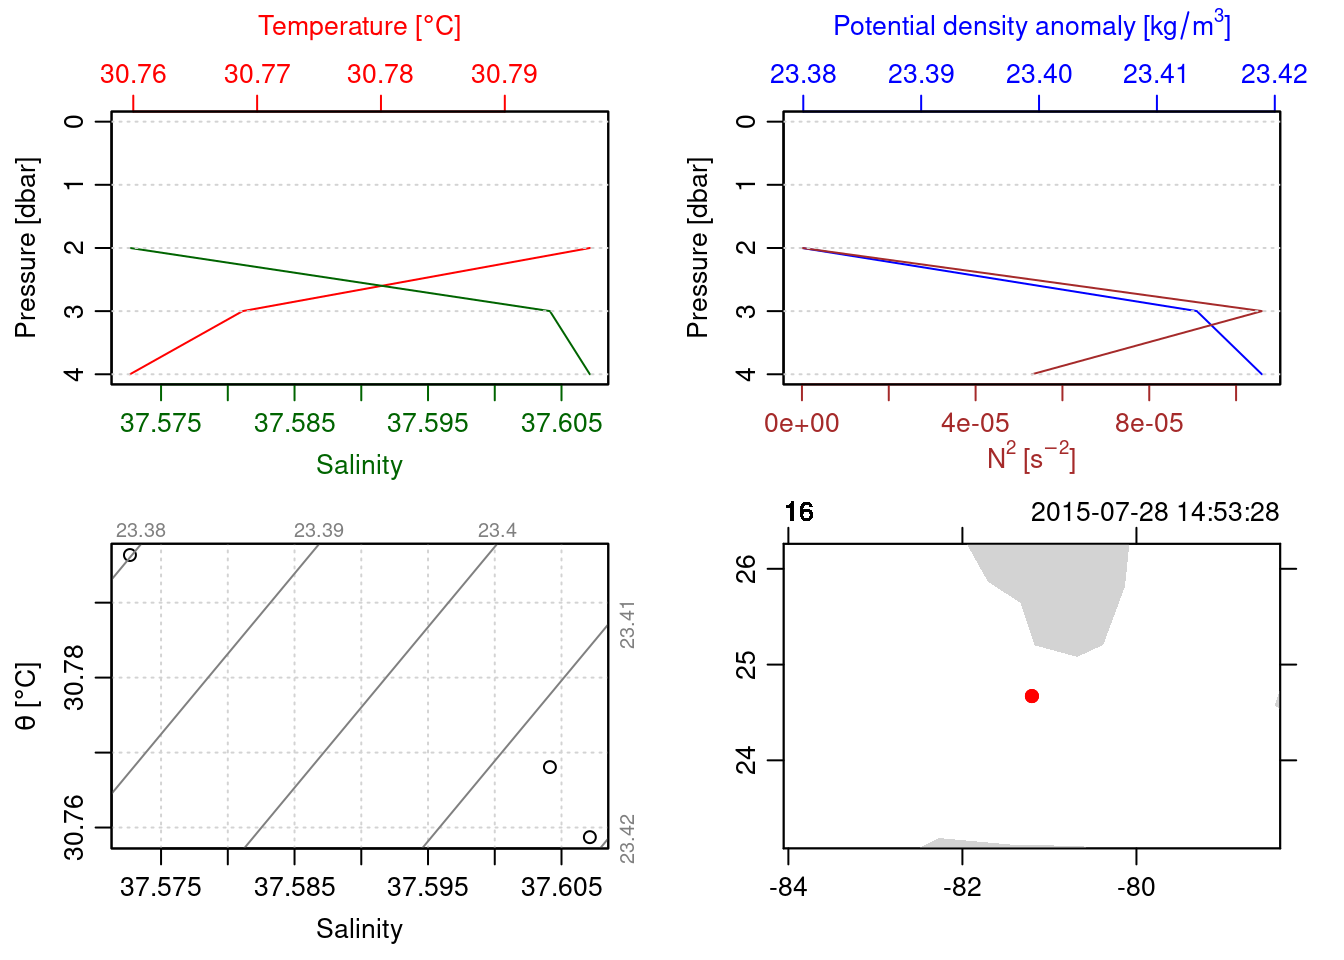 Temperature [°C]
30.76 30.77 30.78 30.79
0
1
2
3
4
Pressure [dbar]
37.575 37.585 37.595 37.605
Salinity
Potential density anomaly [kg/m³]
23.38 23.39 23.40 23.41 23.42
0
1
2
3
4
Pressure [dbar]
0e+00 4e-05 8e-05
N² [s⁻²]
23.38 23.39 23.4
23.41
23.42
30.78
30.76
θ [°C]
37.575 37.585 37.595 37.605
Salinity
16 2015-07-28 14:53:28
26
25
24
-84 -82 -80